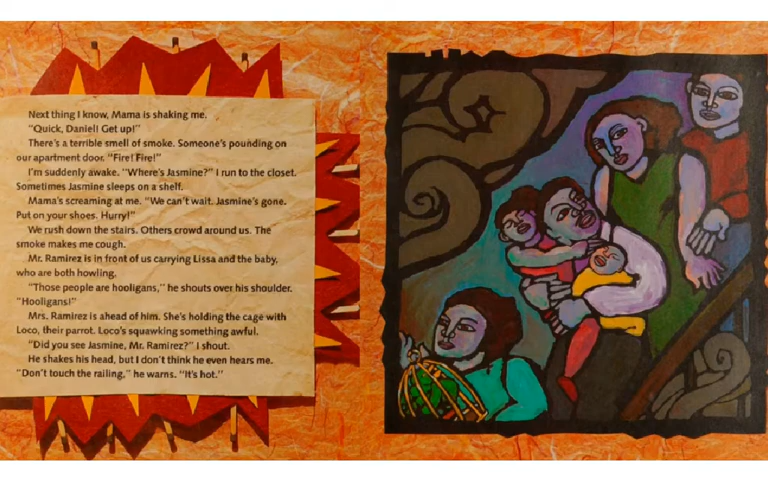 Next thing I know, Mama is shaking me.
"Quick, Daniel! Get up!"
There's a terrible smell of smoke. Someone's pounding on
our apartment door. "Fire! Fire!"
I'm suddenly awake. "Where's Jasmine?" I run to the closet.
Sometimes Jasmine sleeps on a shelf.
Mama's screaming at me. "We can't wait. Jasmine's gone.
Put on your shoes. Hurry!"
We rush down the stairs. Others crowd around us. The
smoke makes me cough.
Mr. Ramirez is in front of us carrying Lissa and the baby,
who are both howling.
"Those people are hooligans," he shouts over his shoulder.
"Hooligans!"
Mrs. Ramirez is ahead of him. She's holding the cage with
Loco, their parrot. Loco's squawking something awful.
"Did you see Jasmine, Mr. Ramirez?" I shout.
He shakes his head, but I don't think he even hears me.
"Don't touch the railing," he warns. "It's hot."